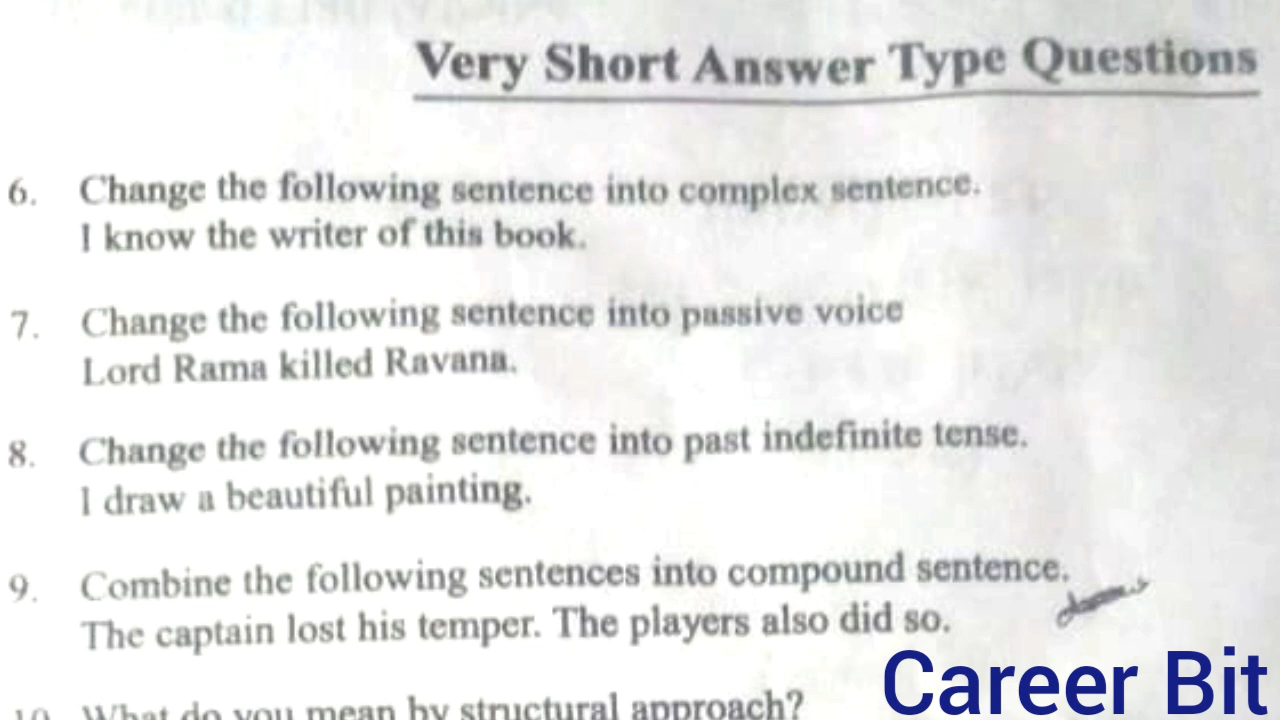 Very Short Answer Type Questions
6. Change the following sentence into complex sentence.
I know the writer of this book.
7. Change the following sentence into passive voice
Lord Rama killed Ravana.
8. Change the following sentence into past indefinite tense.
I draw a beautiful painting.
9. Combine the following sentences into compound sentence.
The captain lost his temper. The players also did so.
10. What do you mean by structural approach?
Career Bit